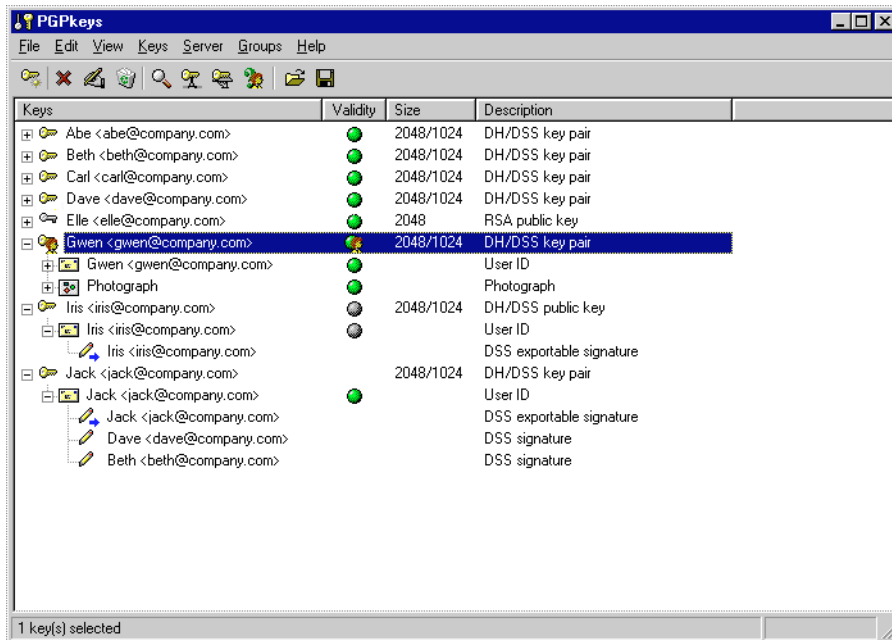 PGPkeys
File Edit View Keys Server Groups Help
Keys Validity Size Description
Abe <abe@company.com> 2048/1024 DH/DSS key pair
Beth <beth@company.com> 2048/1024 DH/DSS key pair
Carl <carl@company.com> 2048/1024 DH/DSS key pair
Dave <dave@company.com> 2048/1024 DH/DSS key pair
Elle <elle@company.com> 2048 RSA public key
Gwen <gwen@company.com> 2048/1024 DH/DSS key pair
Gwen <gwen@company.com> User ID
Photograph Photograph
Iris <iris@company.com> 2048/1024 DH/DSS public key
Iris <iris@company.com> User ID
Iris <iris@company.com> DSS exportable signature
Jack <jack@company.com> 2048/1024 DH/DSS key pair
Jack <jack@company.com> User ID
Jack <jack@company.com> DSS exportable signature
Dave <dave@company.com> DSS signature
Beth <beth@company.com> DSS signature
1 key(s) selected